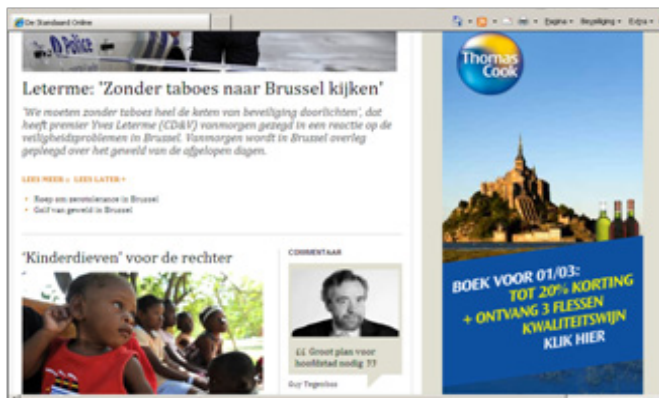 De Standaard Online
Pagina
Beveiliging
Extra
Police
Leterme: 'Zonder taboes naar Brussel kijken'
'We moeten zonder taboes heel de keten van beveiliging doorlichten', dat
heeft premier Yves Leterme (CD&V) vanmorgen gezegd in een reactie op de
veiligheidsproblemen in Brussel. Vanmorgen wordt in Brussel overleg
gepleegd over het geweld van de afgelopen dagen.
LEES MEER LEES LATER +
• Roep om zerotolerance in Brussel
• Golf van geweld in Brussel
'Kinderdieven' voor de rechter
COMMENTAAR
Groot plan voor
hoofdstad nodig
Guy Tegenbos
Thomas
Cook
BOEK VOOR 01/03:
TOT 20% KORTING
+ ONTVANG 3 FLESSEN
KWALITEITSWIJN
KLIK HIER